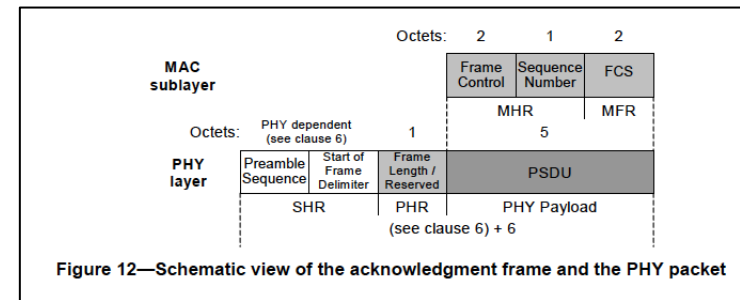 Octets: 2 1 2
MAC sublayer
Frame Control
Sequence Number
FCS
MHR MFR
Octets: PHY dependent (see clause 6) 1 5
PHY layer
Preamble Sequence
Start of Frame Delimiter
Frame Length / Reserved
PSDU
SHR PHR PHY Payload
(see clause 6) + 6
Figure 12—Schematic view of the acknowledgment frame and the PHY packet